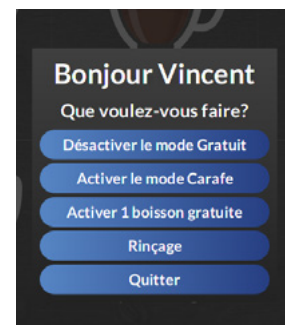 Bonjour Vincent
Que voulez-vous faire?
Désactiver le mode Gratuit
Activer le mode Carafe
Activer 1 boisson gratuite
Rinçage
Quitter